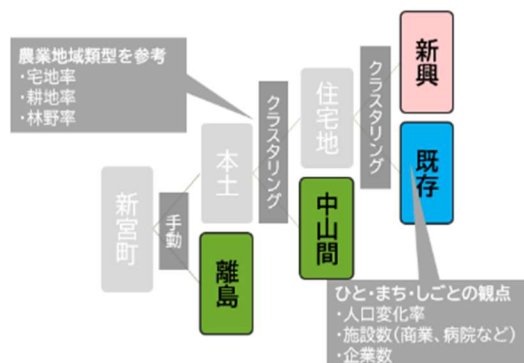 農業地域類型を参考
・宅地率
・耕地率
・林野率
新宮町
手動
本土
離島
クラスタリング
住宅地
中山間
クラスタリング
新興
既存
ひと・まち・しごとの観点
・人口変化率
・施設数(商業、病院など)
・企業数